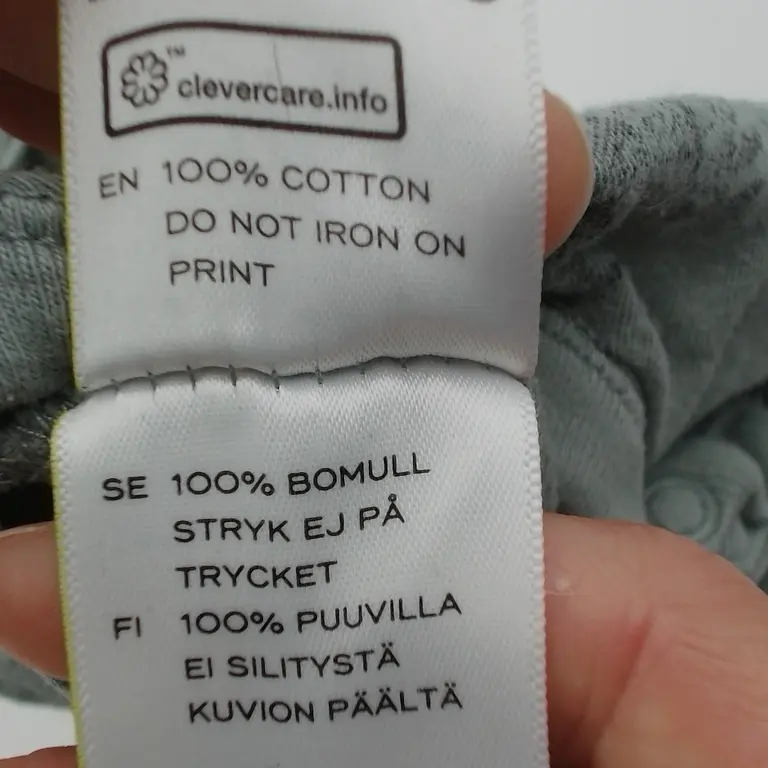 ™
clevercare.info
EN 100% COTTON
DO NOT IRON ON
PRINT
SE 100% BOMULL
STRYK EJ PÅ
TRYCKET
FI 100% PUUVILLA
EI SILITYSTÄ
KUVION PÄÄLTÄ